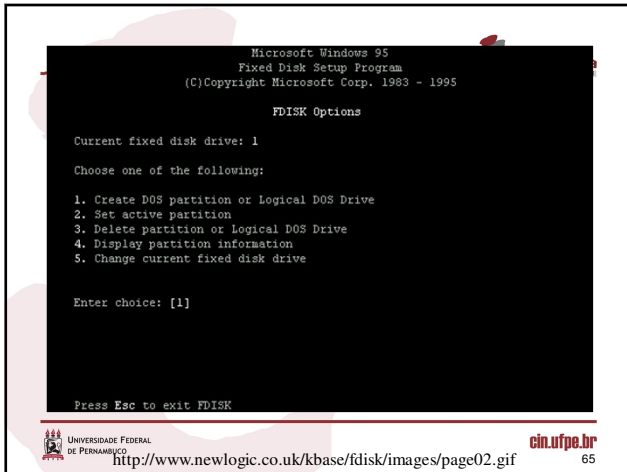 Microsoft Windows 95
Fixed Disk Setup Program
(C)Copyright Microsoft Corp. 1983 - 1995
FDISK Options
Current fixed disk drive: 1
Choose one of the following:
1. Create DOS partition or Logical DOS Drive
2. Set active partition
3. Delete partition or Logical DOS Drive
4. Display partition information
5. Change current fixed disk drive
Enter choice: [1]
Press Esc to exit FDISK
UNIVERSIDADE FEDERAL
DE PERNAMBUCO
http://www.newlogic.co.uk/kbase/fdisk/images/page02.gif
cin.ufpe.br
65